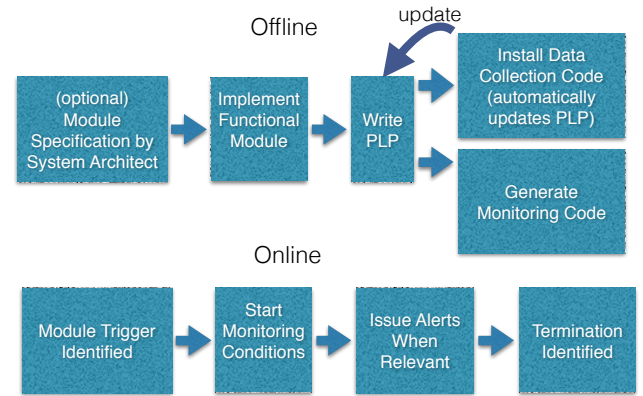 Offline
update
(optional)
Module
Specification by
System Architect
Implement
Functional
Module
Write
PLP
Install Data
Collection Code
(automatically
updates PLP)
Generate
Monitoring Code
Online
Module Trigger
Identified
Start
Monitoring
Conditions
Issue Alerts
When
Relevant
Termination
Identified